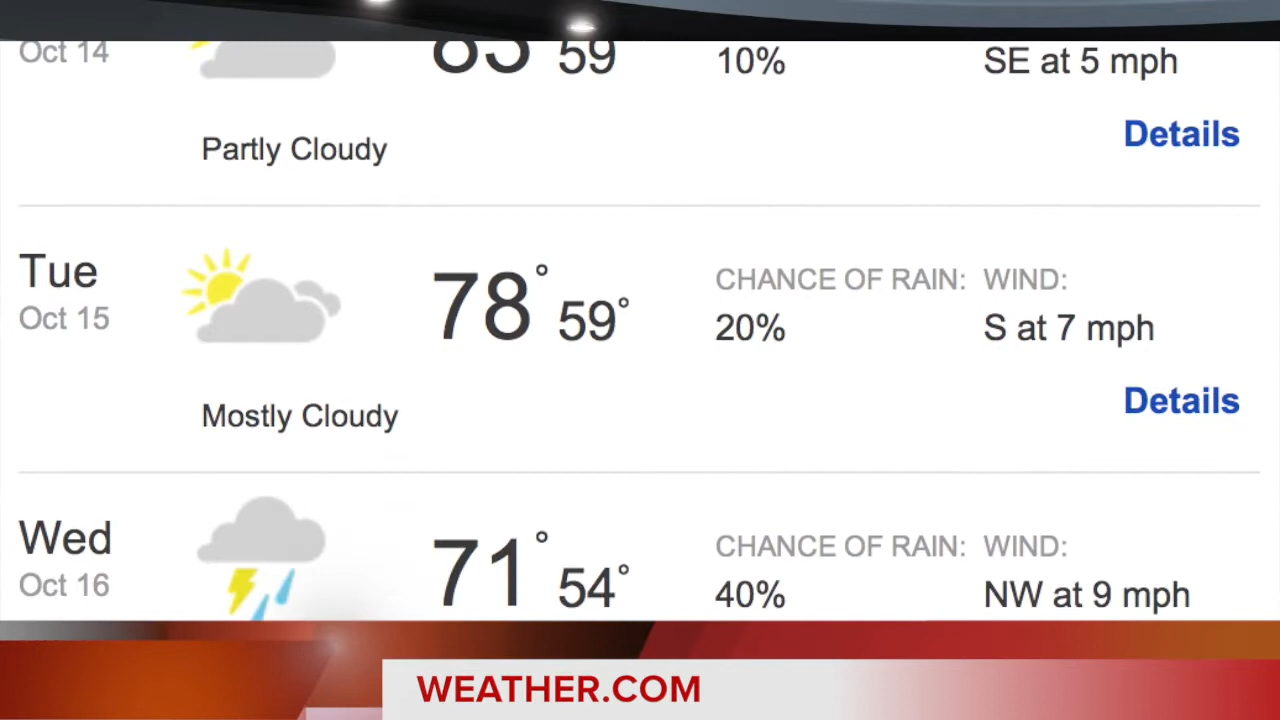 Oct 14
59
10%
SE at 5 mph
Partly Cloudy
Details
Tue
Oct 15
78° 59°
CHANCE OF RAIN: WIND:
20%
S at 7 mph
Mostly Cloudy
Details
Wed
Oct 16
71° 54°
CHANCE OF RAIN: WIND:
40%
NW at 9 mph
WEATHER.COM